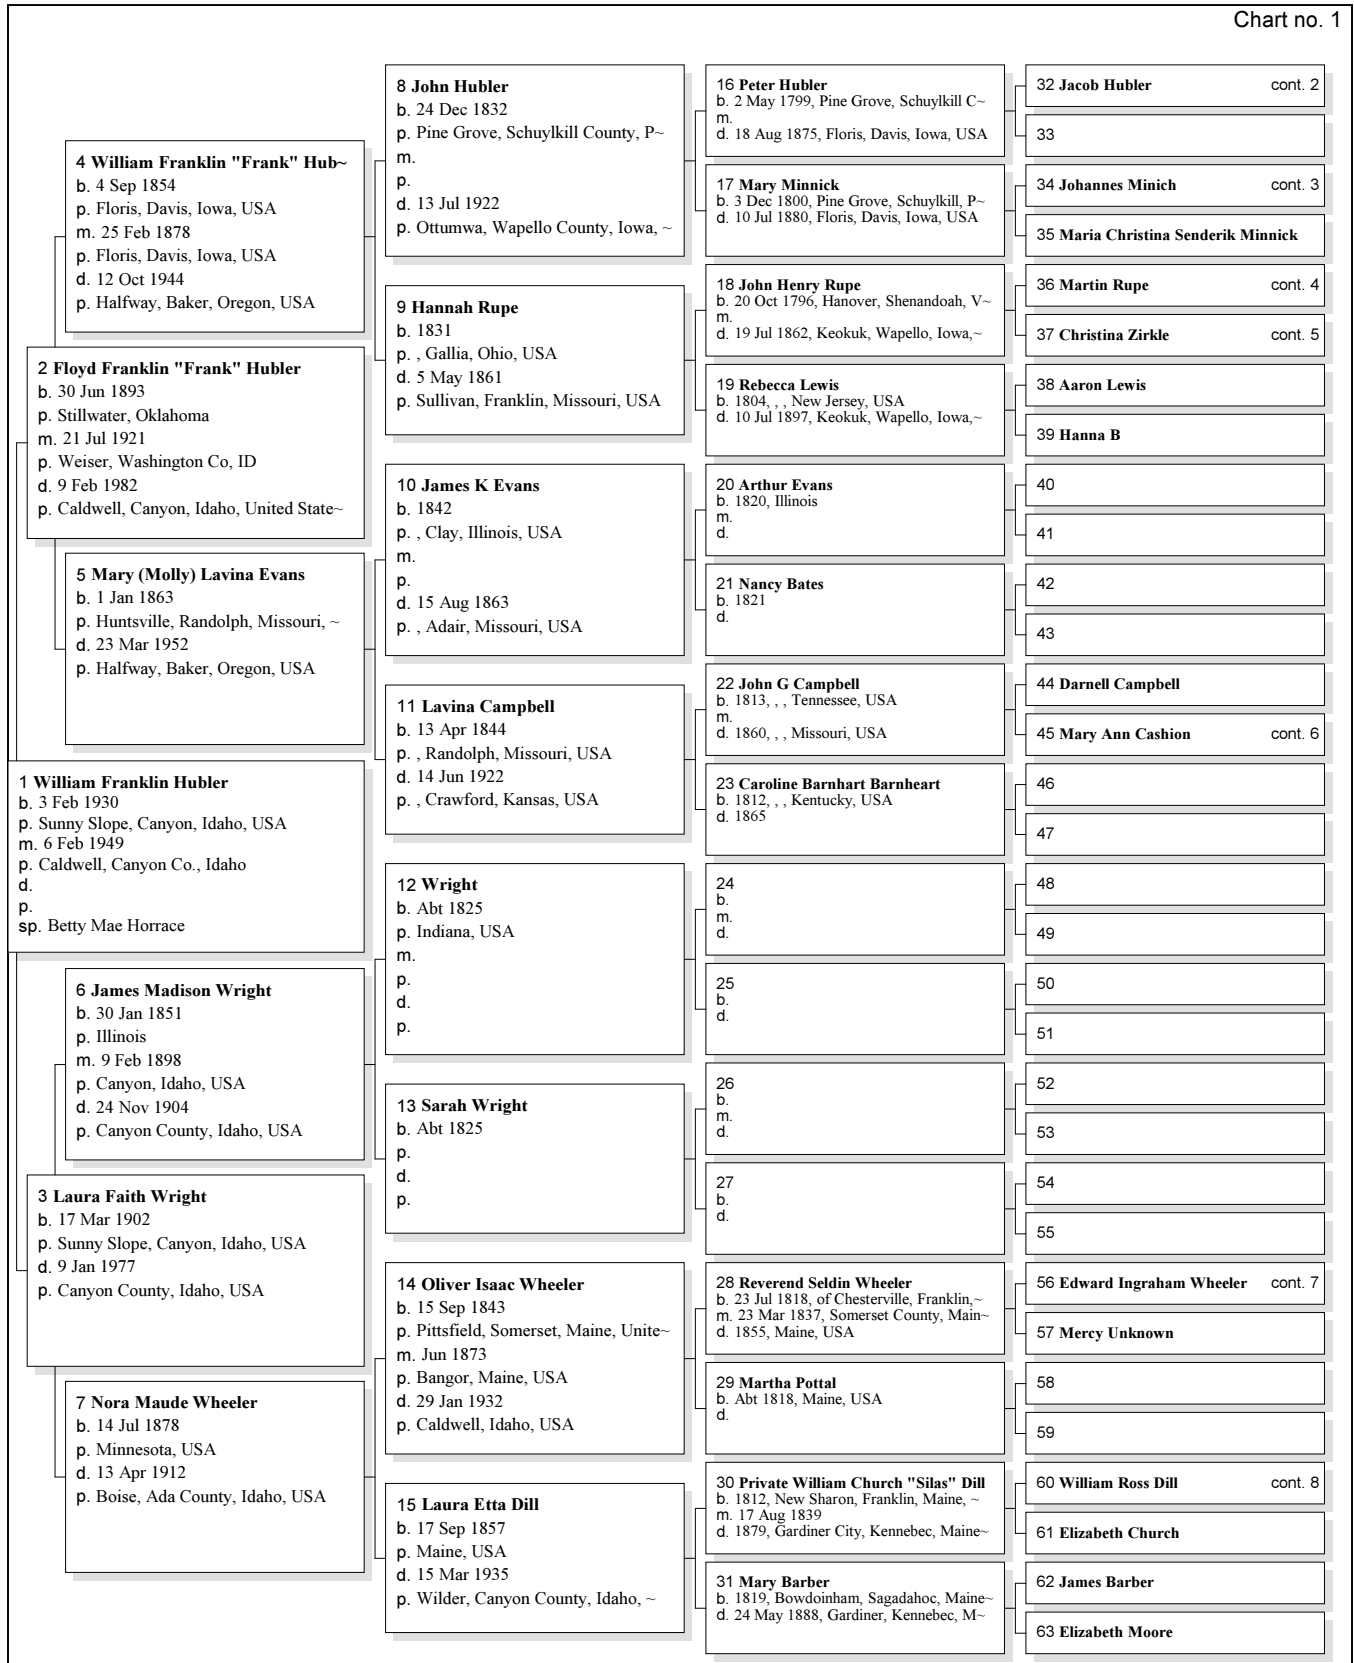 Chart no. 1
8 John Hubler
b. 24 Dec 1832
p. Pine Grove, Schuylkill County, P~
m.
p.
d. 13 Jul 1922
p. Ottumwa, Wapello County, Iowa, ~
16 Peter Hubler
b. 2 May 1799, Pine Grove, Schuylkill C~
m.
d. 18 Aug 1875, Floris, Davis, Iowa, USA
32 Jacob Hubler cont. 2
33
4 William Franklin "Frank" Hub~
b. 4 Sep 1854
p. Floris, Davis, Iowa, USA
m. 25 Feb 1878
p. Floris, Davis, Iowa, USA
d. 12 Oct 1944
p. Halfway, Baker, Oregon, USA
17 Mary Minnick
b. 3 Dec 1800, Pine Grove, Schuylkill, P~
d. 10 Jul 1880, Floris, Davis, Iowa, USA
34 Johannes Minich cont. 3
35 Maria Christina Senderik Minnick
9 Hannah Rupe
b. 1831
p. , Gallia, Ohio, USA
d. 5 May 1861
p. Sullivan, Franklin, Missouri, USA
18 John Henry Rupe
b. 20 Oct 1796, Hanover, Shenandoah, V~
m.
d. 19 Jul 1862, Keokuk, Wapello, Iowa,~
36 Martin Rupe cont. 4
37 Christina Zirkle cont. 5
2 Floyd Franklin "Frank" Hubler
b. 30 Jun 1893
p. Stillwater, Oklahoma
m. 21 Jul 1921
p. Weiser, Washington Co, ID
d. 9 Feb 1982
p. Caldwell, Canyon, Idaho, United State~
19 Rebecca Lewis
b. 1804, , , New Jersey, USA
d. 10 Jul 1897, Keokuk, Wapello, Iowa,~
38 Aaron Lewis
39 Hanna B
10 James K Evans
b. 1842
p. , Clay, Illinois, USA
m.
p.
d. 15 Aug 1863
p. , Adair, Missouri, USA
20 Arthur Evans
b. 1820, Illinois
m.
d.
40
41
5 Mary (Molly) Lavina Evans
b. 1 Jan 1863
p. Huntsville, Randolph, Missouri, ~
d. 23 Mar 1952
p. Halfway, Baker, Oregon, USA
21 Nancy Bates
b. 1821
d.
42
43
11 Lavina Campbell
b. 13 Apr 1844
p. , Randolph, Missouri, USA
d. 14 Jun 1922
p. , Crawford, Kansas, USA
22 John G Campbell
b. 1813, , , Tennessee, USA
m.
d. 1860, , , Missouri, USA
44 Darnell Campbell
45 Mary Ann Cashion cont. 6
1 William Franklin Hubler
b. 3 Feb 1930
p. Sunny Slope, Canyon, Idaho, USA
m. 6 Feb 1949
p. Caldwell, Canyon Co., Idaho
d.
p.
sp. Betty Mae Horrace
23 Caroline Barnhart Barnheart
b. 1812, , , Kentucky, USA
d. 1865
46
47
12 Wright
b. Abt 1825
p. Indiana, USA
m.
p.
d.
p.
24
b.
m.
d.
48
49
6 James Madison Wright
b. 30 Jan 1851
p. Illinois
m. 9 Feb 1898
p. Canyon, Idaho, USA
d. 24 Nov 1904
p. Canyon County, Idaho, USA
25
b.
d.
50
51
13 Sarah Wright
b. Abt 1825
p.
d.
p.
26
b.
m.
d.
52
53
3 Laura Faith Wright
b. 17 Mar 1902
p. Sunny Slope, Canyon, Idaho, USA
d. 9 Jan 1977
p. Canyon County, Idaho, USA
27
b.
d.
54
55
14 Oliver Isaac Wheeler
b. 15 Sep 1843
p. Pittsfield, Somerset, Maine, Unite~
m. Jun 1873
p. Bangor, Maine, USA
d. 29 Jan 1932
p. Caldwell, Idaho, USA
28 Reverend Seldin Wheeler
b. 23 Jul 1818, of Chesterville, Franklin,~
m. 23 Mar 1837, Somerset County, Main~
d. 1855, Maine, USA
56 Edward Ingraham Wheeler cont. 7
57 Mercy Unknown
7 Nora Maude Wheeler
b. 14 Jul 1878
p. Minnesota, USA
d. 13 Apr 1912
p. Boise, Ada County, Idaho, USA
29 Martha Pottal
b. Abt 1818, Maine, USA
d.
58
59
15 Laura Etta Dill
b. 17 Sep 1857
p. Maine, USA
d. 15 Mar 1935
p. Wilder, Canyon County, Idaho, ~
30 Private William Church "Silas" Dill
b. 1812, New Sharon, Franklin, Maine, ~
m. 17 Aug 1839
d. 1879, Gardiner City, Kennebec, Maine~
60 William Ross Dill cont. 8
61 Elizabeth Church
31 Mary Barber
b. 1819, Bowdoinham, Sagadahoc, Maine~
d. 24 May 1888, Gardiner, Kennebec, M~
62 James Barber
63 Elizabeth Moore